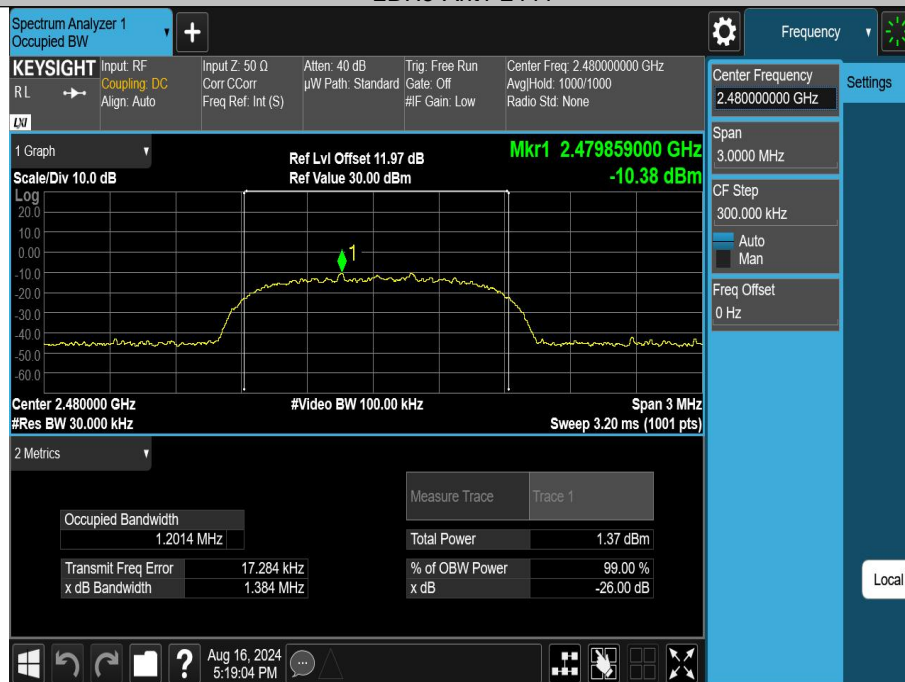 Spectrum Analyzer 1
Occupied BW
Frequency
KEYSIGHT
RL
LXI
Input: RF
Coupling: DC
Align: Auto
Input Z: 50 Ω
Corr CCorr
Freq Ref: Int (S)
Atten: 40 dB
µW Path: Standard
Trig: Free Run
Gate: Off
#IF Gain: Low
Center Freq: 2.480000000 GHz
Avg|Hold: 1000/1000
Radio Std: None
Center Frequency
2.480000000 GHz
Settings
Span
3.0000 MHz
CF Step
300.000 kHz
Auto
Man
Freq Offset
0 Hz
Local
1 Graph
Scale/Div 10.0 dB
Ref Lvl Offset 11.97 dB
Ref Value 30.00 dBm
Mkr1 2.479859000 GHz
-10.38 dBm
Log
20.0
10.0
0.00
-10.0
-20.0
-30.0
-40.0
-50.0
-60.0
1
Center 2.480000 GHz
#Res BW 30.000 kHz
#Video BW 100.00 kHz
Span 3 MHz
Sweep 3.20 ms (1001 pts)
2 Metrics
Measure Trace
Trace 1
Occupied Bandwidth
1.2014 MHz
Total Power
1.37 dBm
Transmit Freq Error
17.284 kHz
% of OBW Power
99.00 %
x dB Bandwidth
1.384 MHz
x dB
-26.00 dB
?
Aug 16, 2024
5:19:04 PM